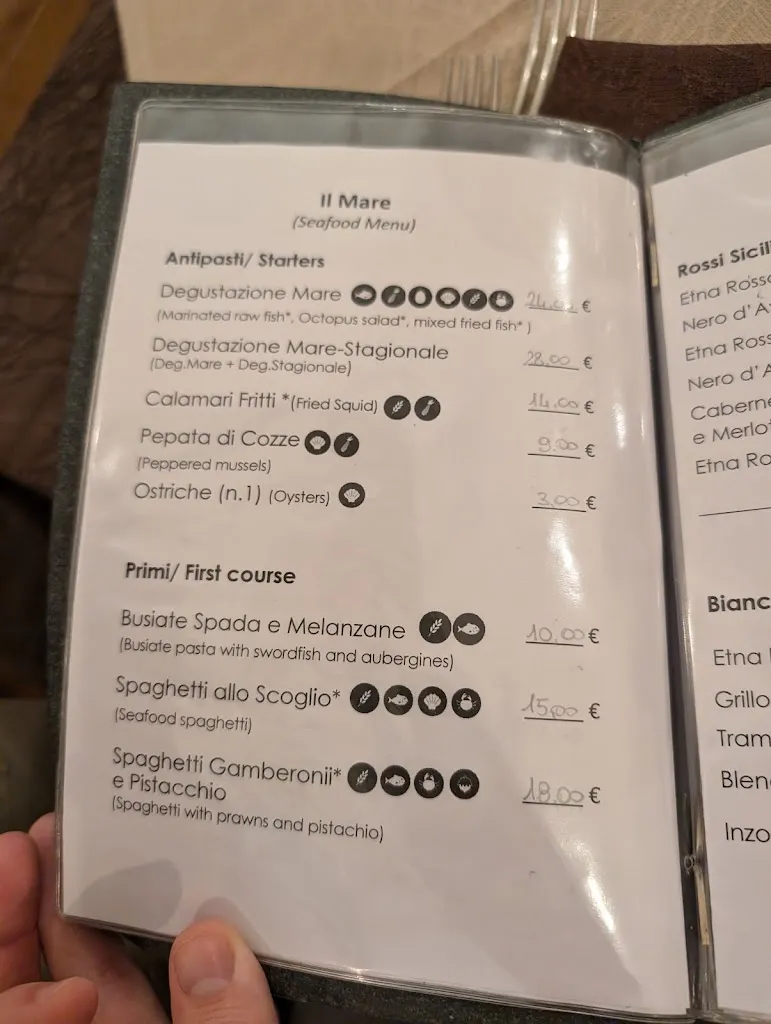 Il Mare
(Seafood Menu)
Antipasti/ Starters
Degustazione Mare 24.00 €
(Marinated raw fish*, Octopus salad*, mixed fried fish* )
Degustazione Mare-Stagionale 28.00 €
(Deg.Mare + Deg.Stagionale)
Calamari Fritti *(Fried Squid) 14.00 €
Pepata di Cozze 9.00 €
(Peppered mussels)
Ostriche (n.1) (Oysters) 3.00 €
Primi/ First course
Busiate Spada e Melanzane 10.00 €
(Busiate pasta with swordfish and aubergines)
Spaghetti allo Scoglio* 15,00 €
(Seafood spaghetti)
Spaghetti Gamberonii* 18.00 €
e Pistacchio
(Spaghetti with prawns and pistachio)
Rossi Sicil
Etna Rosso
Nero d'A
Etna Ross
Nero d'A
Caberne
e Merlo
Etna Ro
Bianc
Etna
Grillo
Tram
Blen
Inzo